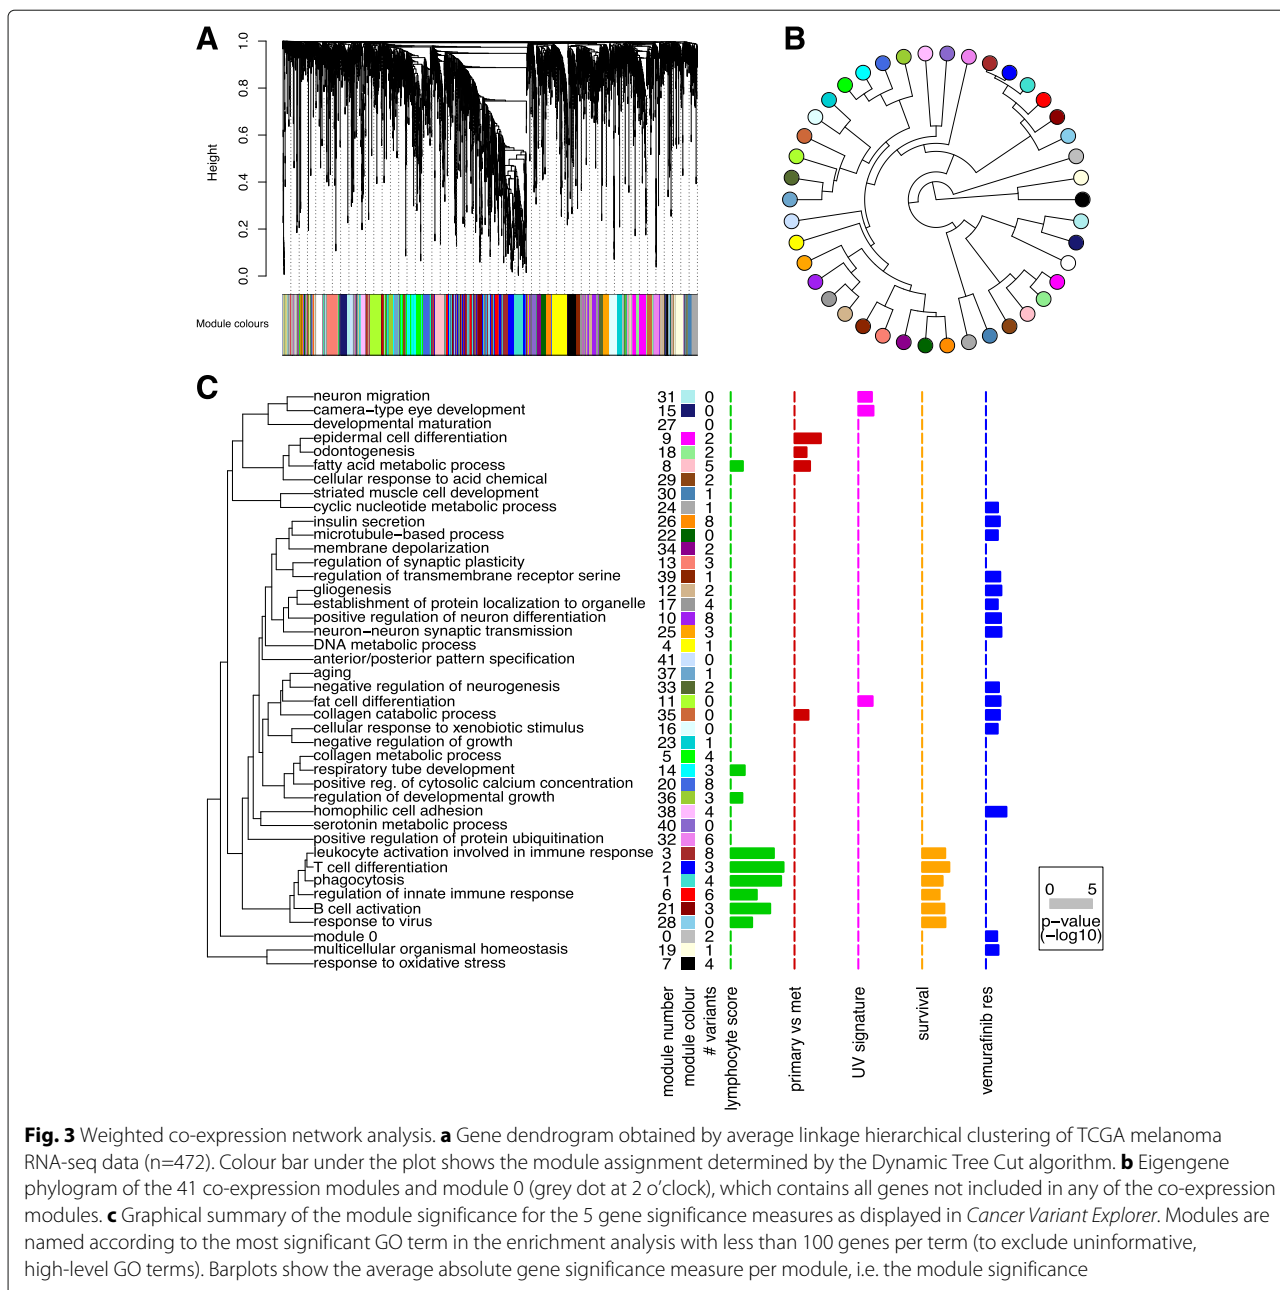 A
B
1.0
0.8
0.6
0.4
0.2
0.0
Height
Module colours
C
neuron migration 31 0
camera−type eye development 15 0
developmental maturation 27 0
epidermal cell differentiation 9 2
odontogenesis 18 2
fatty acid metabolic process 8 5
cellular response to acid chemical 29 2
striated muscle cell development 30 1
cyclic nucleotide metabolic process 24 1
insulin secretion 26 8
microtubule−based process 22 0
membrane depolarization 34 2
regulation of synaptic plasticity 13 3
regulation of transmembrane receptor serine 39 1
gliogenesis 12 2
establishment of protein localization to organelle 17 4
positive regulation of neuron differentiation 10 8
neuron−neuron synaptic transmission 25 3
DNA metabolic process 4 1
anterior/posterior pattern specification 41 0
aging 37 1
negative regulation of neurogenesis 33 2
fat cell differentiation 11 0
collagen catabolic process 35 0
cellular response to xenobiotic stimulus 16 0
negative regulation of growth 23 1
collagen metabolic process 5 4
respiratory tube development 14 3
positive reg. of cytosolic calcium concentration 20 8
regulation of developmental growth 36 3
homophilic cell adhesion 38 4
serotonin metabolic process 40 0
positive regulation of protein ubiquitination 32 6
leukocyte activation involved in immune response 3 8
T cell differentiation 2 3
phagocytosis 1 4
regulation of innate immune response 6 6
B cell activation 21 3
response to virus 28 0
module 0 0 2
multicellular organismal homeostasis 19 1
response to oxidative stress 7 4
0 5
p−value
(−log10)
module number
module colour
# variants
lymphocyte score
primary vs met
UV signature
survival
vemurafinib res
Fig. 3 Weighted co-expression network analysis. a Gene dendrogram obtained by average linkage hierarchical clustering of TCGA melanoma
RNA-seq data (n=472). Colour bar under the plot shows the module assignment determined by the Dynamic Tree Cut algorithm. b Eigengene
phylogram of the 41 co-expression modules and module 0 (grey dot at 2 o’clock), which contains all genes not included in any of the co-expression
modules. c Graphical summary of the module significance for the 5 gene significance measures as displayed in Cancer Variant Explorer. Modules are
named according to the most significant GO term in the enrichment analysis with less than 100 genes per term (to exclude uninformative,
high-level GO terms). Barplots show the average absolute gene significance measure per module, i.e. the module significance